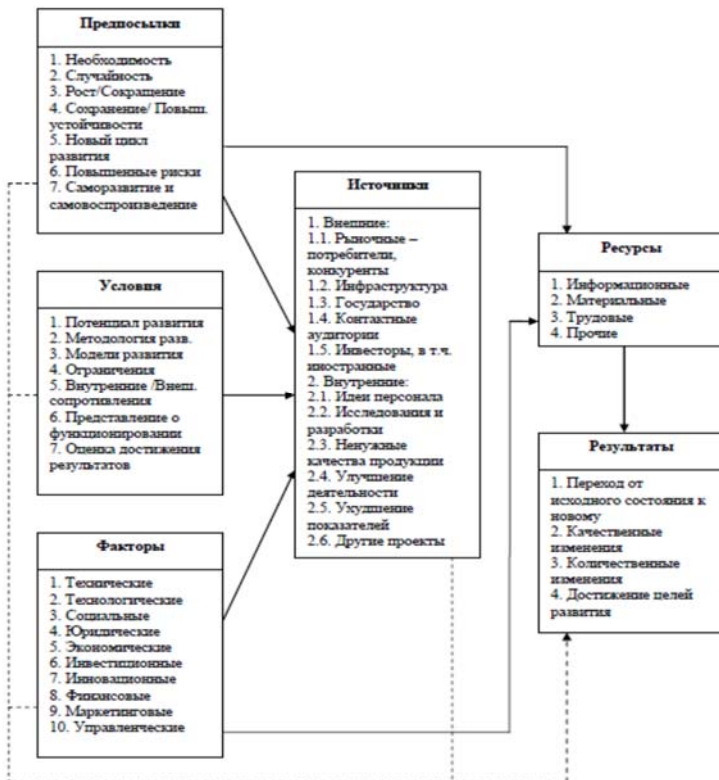 Предпосылки
1. Необходимость
2. Случайность
3. Рост/Сокращение
4. Сохранение/ Повыш.
устойчивости
5. Новый цикл
развития
6. Повышенные риски
7. Саморазвитие и
самовоспроизведение
Условия
1. Потенциал развития
2. Методология разв.
3. Модели развития
4. Ограничения
5. Внутренние /Внеш.
сопротивления
6. Представление о
функционировании
7. Оценка достижения
результатов
Факторы
1. Технические
2. Технологические
3. Социальные
4. Юридические
5. Экономические
6. Инвестиционные
7. Инновационные
8. Финансовые
9. Маркетинговые
10. Управленческие
Источники
1. Внешние:
1.1. Рыночные –
потребители,
конкуренты
1.2. Инфраструктура
1.3. Государство
1.4. Контактные
аудитории
1.5. Инвесторы, в т.ч.
иностранные
2. Внутренние:
2.1. Идеи персонала
2.2. Исследования и
разработки
2.3. Ненужные
качества продукции
2.4. Улучшение
деятельности
2.5. Ухудшение
показателей
2.6. Другие проекты
Ресурсы
1. Информационные
2. Материальные
3. Трудовые
4. Прочие
Результаты
1. Переход от
исходного состояния к
новому
2. Качественные
изменения
3. Количественные
изменения
4. Достижение целей
развития